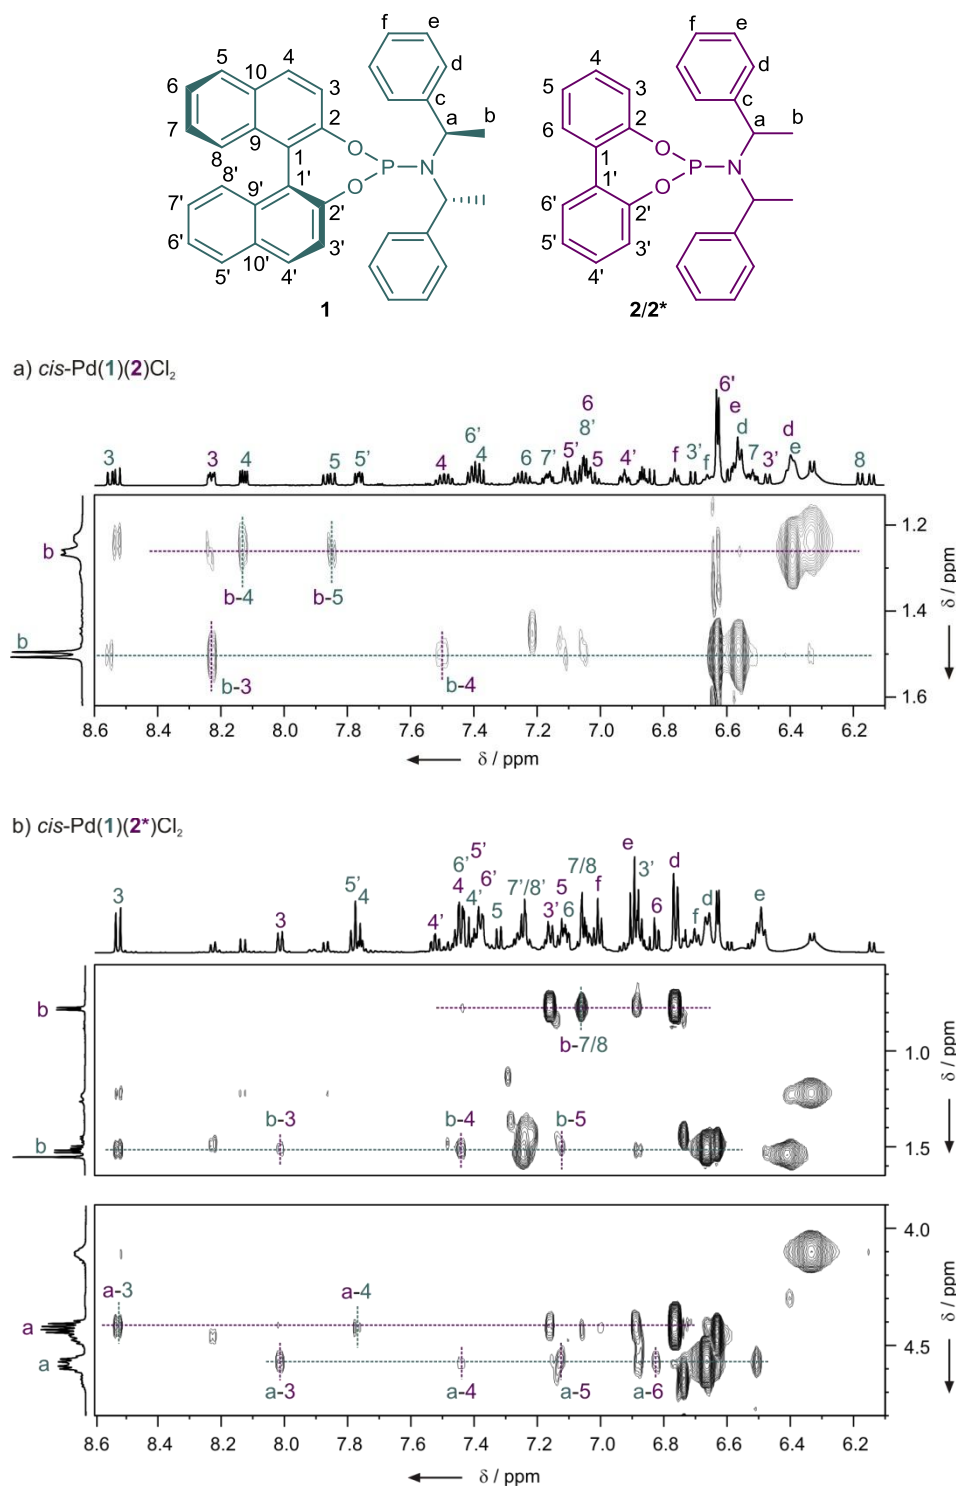 f e
5 4 d
10
6 3 c
2 a b
7 9
8 1 O
P N
8' 1' O
9'
7' 2'
6' 3'
10'
5' 4'
1
f e
4 d
5 3 c
2 a b
6
1 O
P N
1' O
6' 2'
5' 3'
4'
2/2*
a) cis-Pd(1)(2)Cl2
3 3 4 5 5' 4 6' 4 6 7' 5' 6 8' 5 4' f 3' f 6' e d 7 3' d e 8
b
b
b-4 b-5
b-3 b-4
1.2
1.4
1.6
δ / ppm
8.6 8.4 8.2 8.0 7.8 7.6 7.4 7.2 7.0 6.8 6.6 6.4 6.2
δ / ppm
b) cis-Pd(1)(2*)Cl2
3 3 5' 4 4' 6' 4 5' 4' 6' 5 7'/8' 3' 5 6 7/8 f e 3' 6 d f d e
b
b-7/8
b
b-3 b-4 b-5
1.0
1.5
δ / ppm
a-3 a-4
a
a
a-3 a-4 a-5 a-6
4.0
4.5
δ / ppm
8.6 8.4 8.2 8.0 7.8 7.6 7.4 7.2 7.0 6.8 6.6 6.4 6.2
δ / ppm